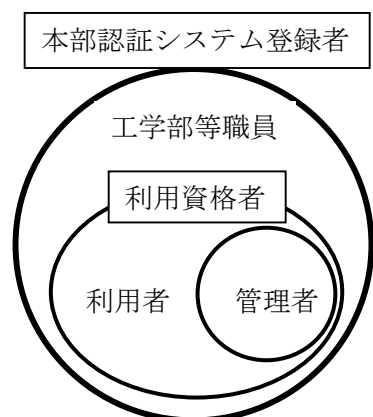 本部認証システム登録者
工学部等職員
利用資格者
利用者
管理者